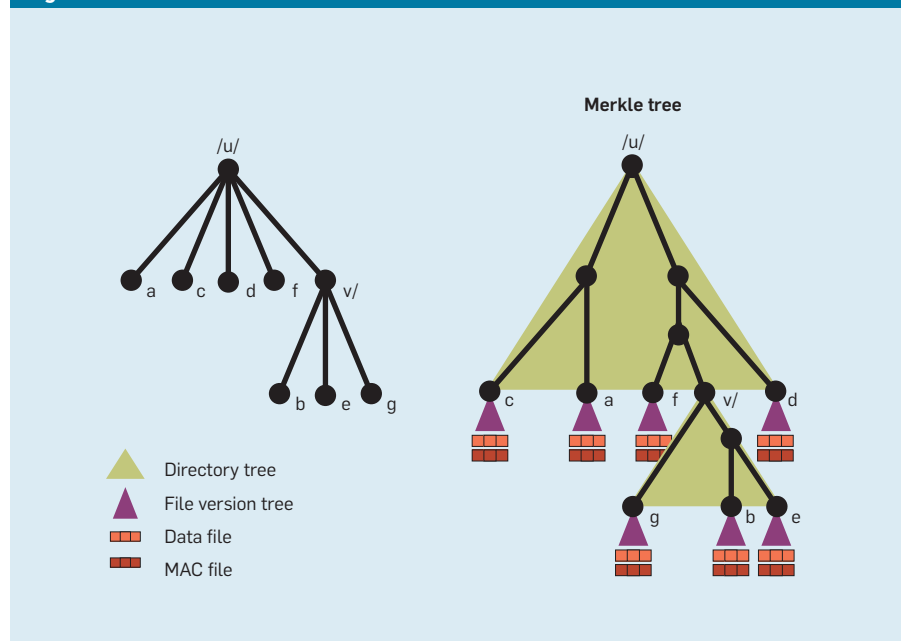 Merkle tree
/u/
a
c
d
f
v/
b
e
g
/u/
c
a
f
v/
d
g
b
e
Directory tree
File version tree
Data file
MAC file